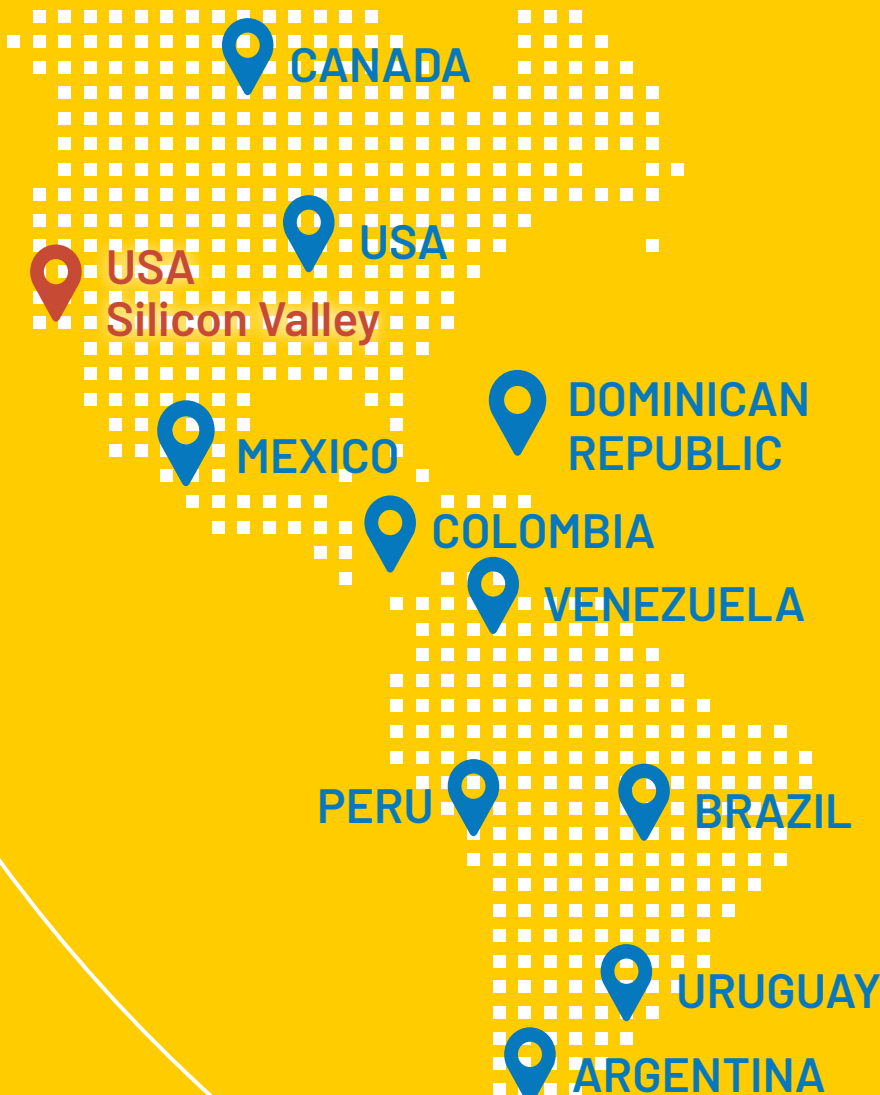 CANADA
USA
USA
Silicon Valley
DOMINICAN
REPUBLIC
MEXICO
COLOMBIA
VENEZUELA
PERU
BRAZIL
URUGUAY
ARGENTINA